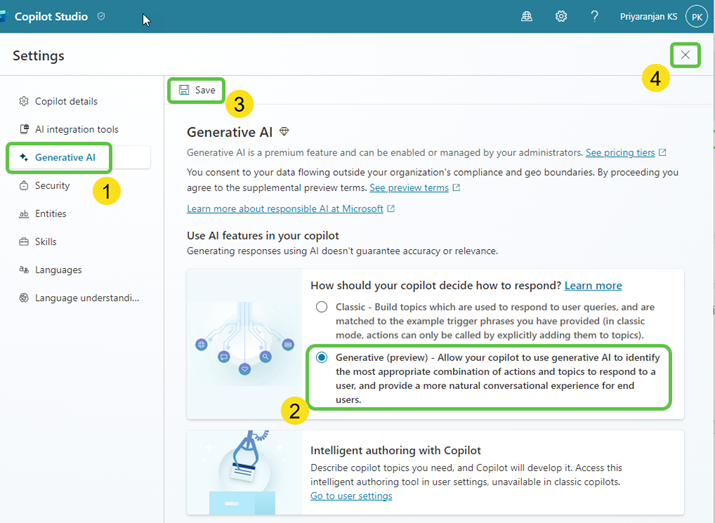 Copilot Studio
Priyaranjan KS
PK
Settings
4
Save
3
Copilot details
AI integration tools
Generative AI
1
Security
Entities
Skills
Languages
Language understandi...
Generative AI
Generative AI is a premium feature and can be enabled or managed by your administrators. See pricing tiers
You consent to your data flowing outside your organization's compliance and geo boundaries. By proceeding you
agree to the supplemental preview terms. See preview terms
Learn more about responsible AI at Microsoft
Use AI features in your copilot
Generating responses using AI doesn't guarantee accuracy or relevance.
How should your copilot decide how to respond? Learn more
Classic - Build topics which are used to respond to user queries, and are
matched to the example trigger phrases you have provided (in classic
mode, actions can only be called by explicitly adding them to topics).
Generative (preview) - Allow your copilot to use generative AI to identify
the most appropriate combination of actions and topics to respond to a
user, and provide a more natural conversational experience for end
users.
2
Intelligent authoring with Copilot
Describe copilot topics you need, and Copilot will develop it. Access this
intelligent authoring tool in user settings, unavailable in classic copilots.
Go to user settings